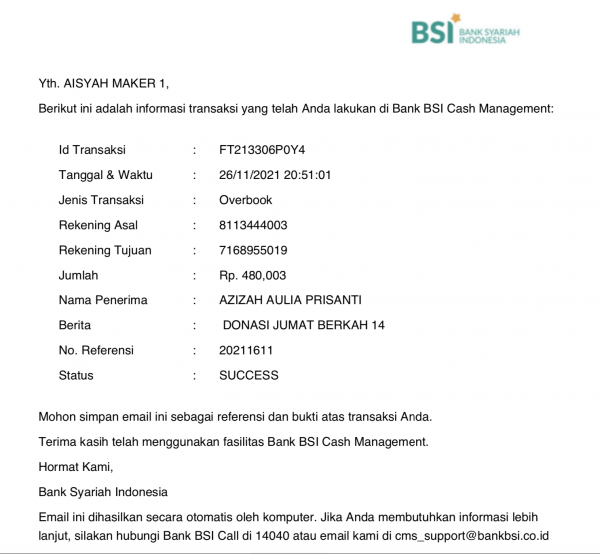 BSI BANK SYARIAH
INDONESIA
Yth. AISYAH MAKER 1,
Berikut ini adalah informasi transaksi yang telah Anda lakukan di Bank BSI Cash Management:
Id Transaksi : FT213306P0Y4
Tanggal & Waktu : 26/11/2021 20:51:01
Jenis Transaksi : Overbook
Rekening Asal : 8113444003
Rekening Tujuan : 7168955019
Jumlah : Rp. 480,003
Nama Penerima : AZIZAH AULIA PRISANTI
Berita : DONASI JUMAT BERKAH 14
No. Referensi : 20211611
Status : SUCCESS
Mohon simpan email ini sebagai referensi dan bukti atas transaksi Anda.
Terima kasih telah menggunakan fasilitas Bank BSI Cash Management.
Hormat Kami,
Bank Syariah Indonesia
Email ini dihasilkan secara otomatis oleh komputer. Jika Anda membutuhkan informasi lebih
lanjut, silakan hubungi Bank BSI Call di 14040 atau email kami di cms_support@bankbsi.co.id